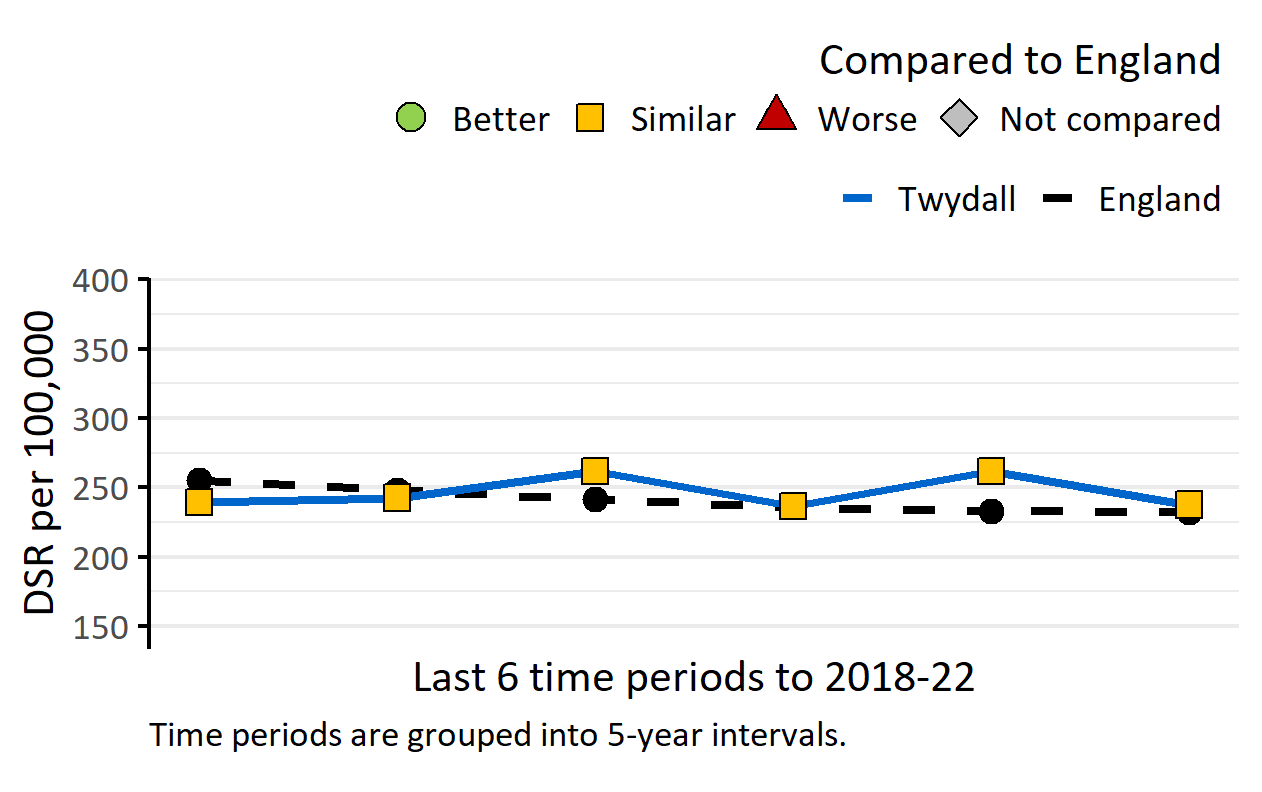 Compared to England
Better Similar Worse Not compared
Twydall England
400
350
300
250
200
150
DSR per 100,000
Last 6 time periods to 2018-22
Time periods are grouped into 5-year intervals.